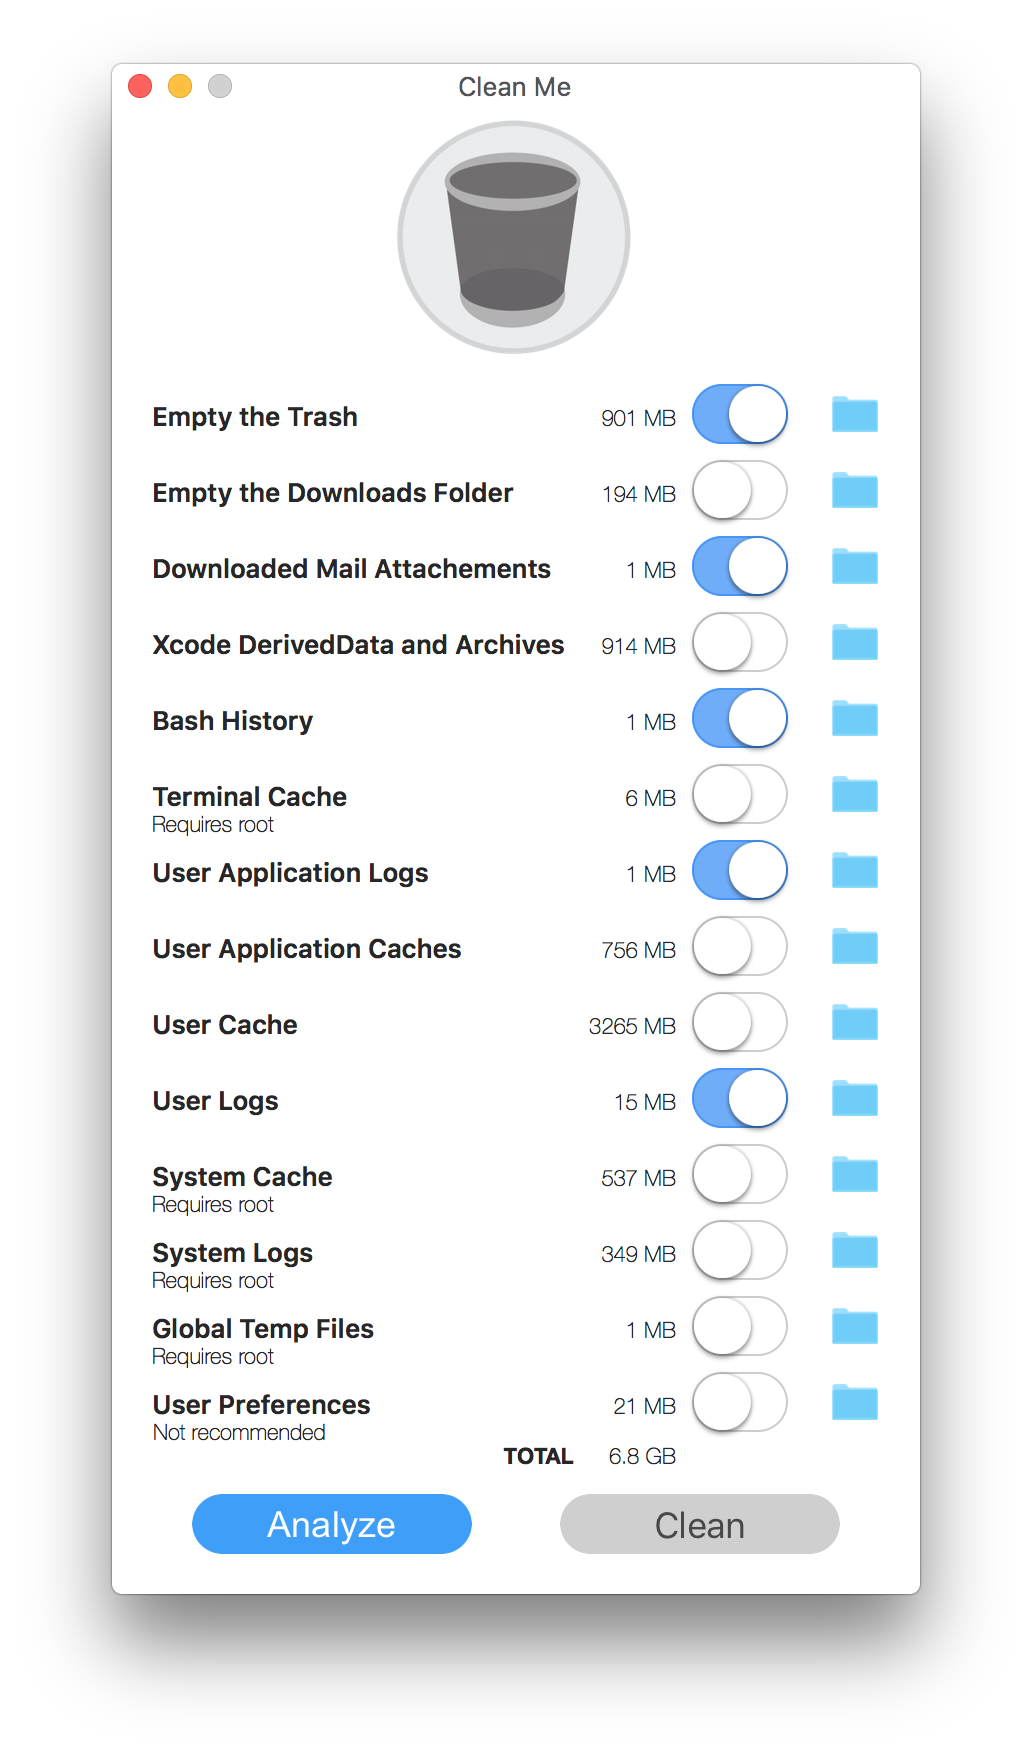 Clean Me
Empty the Trash 901 MB
Empty the Downloads Folder 194 MB
Downloaded Mail Attachements 1 MB
Xcode DerivedData and Archives 914 MB
Bash History 1 MB
Terminal Cache 6 MB
Requires root
User Application Logs 1 MB
User Application Caches 756 MB
User Cache 3265 MB
User Logs 15 MB
System Cache 537 MB
Requires root
System Logs 349 MB
Requires root
Global Temp Files 1 MB
Requires root
User Preferences 21 MB
Not recommended
TOTAL 6.8 GB
Analyze Clean